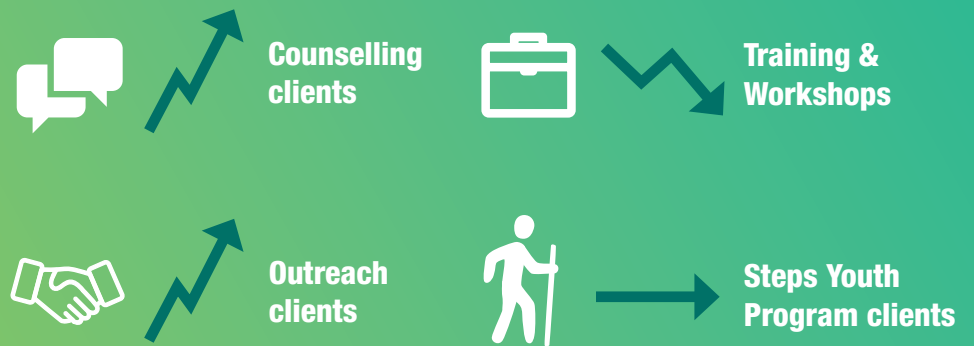 Counselling
clients
Training &
Workshops
Outreach
clients
Steps Youth
Program clients